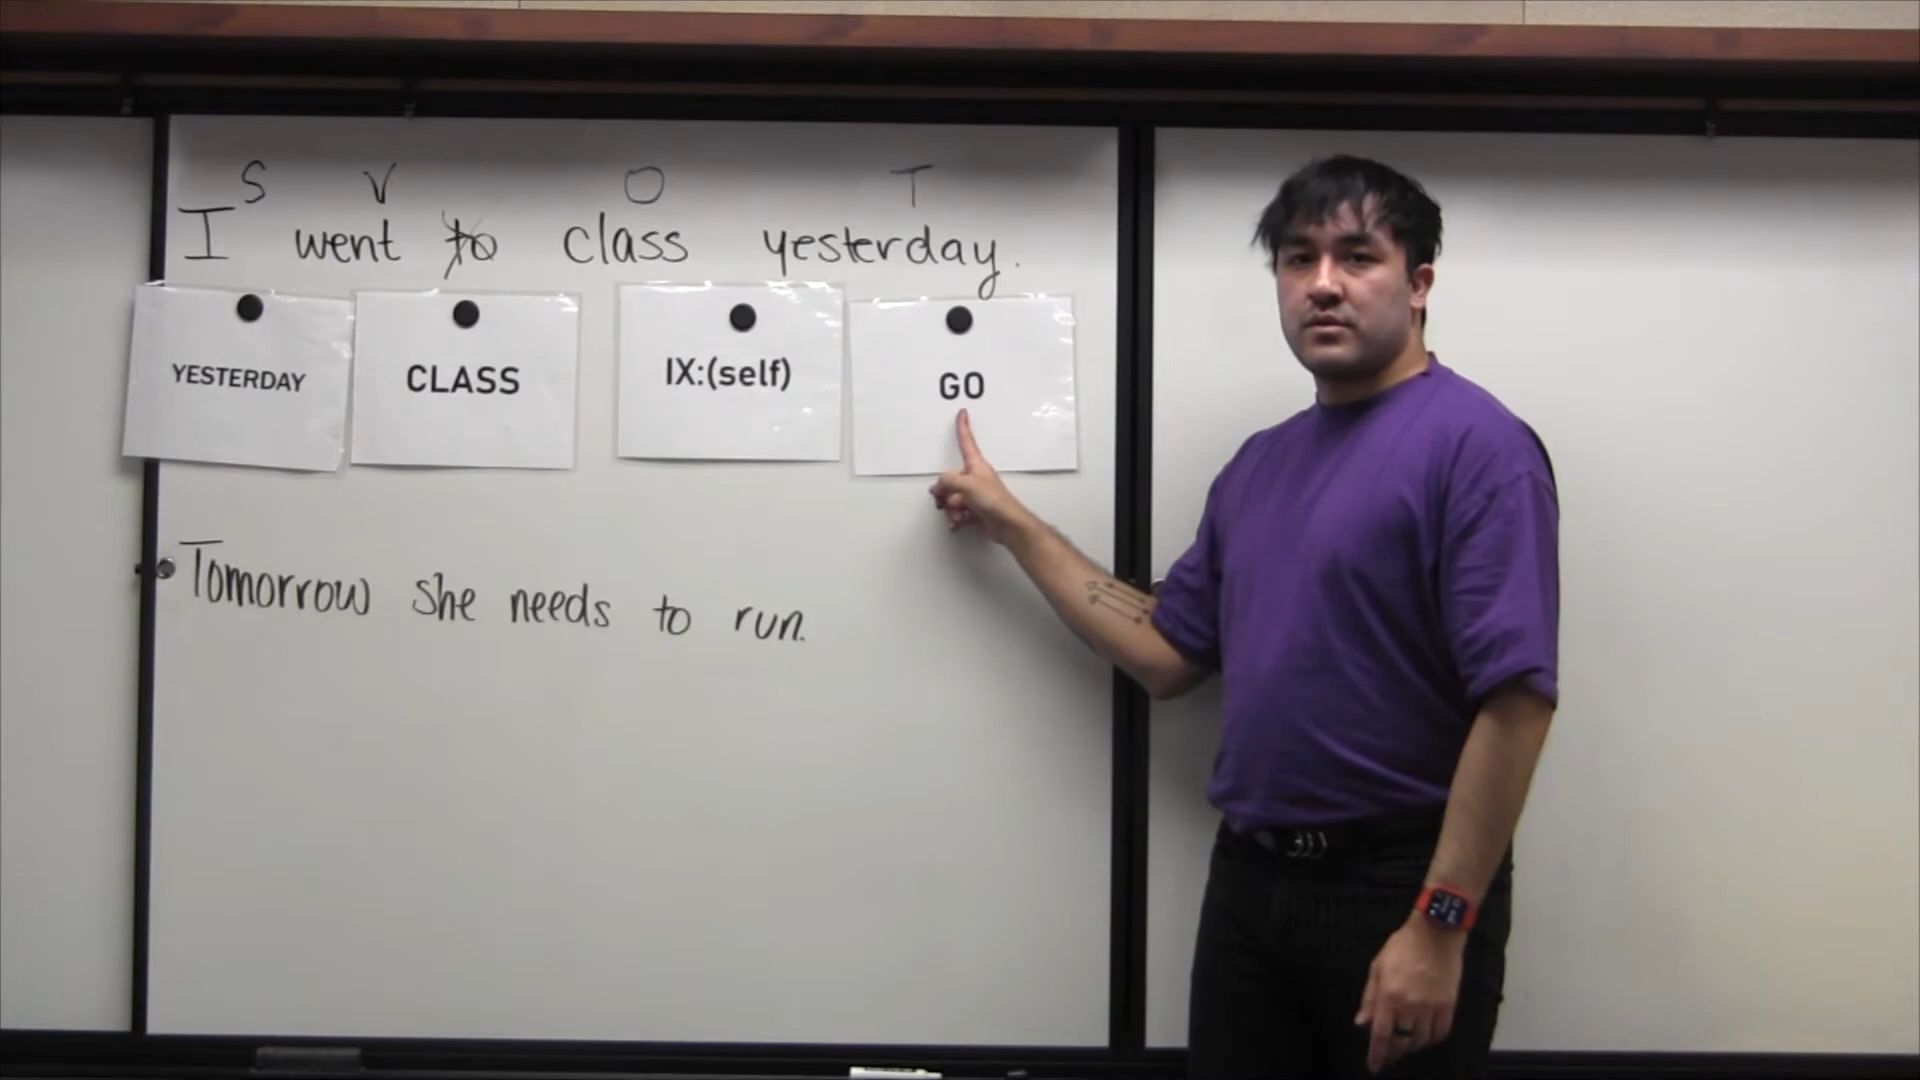 S V O T
I went to class yesterday.
YESTERDAY CLASS IX:(self) GO
Tomorrow she needs to run.